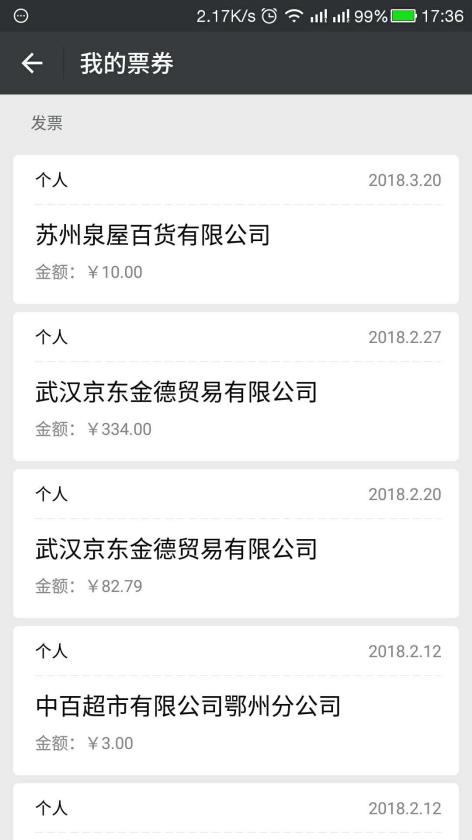 2.17K/s 99% 17:36
我的票券
发票
个人 2018.3.20
苏州泉屋百货有限公司
金额：￥10.00
个人 2018.2.27
武汉京东金德贸易有限公司
金额：￥334.00
个人 2018.2.20
武汉京东金德贸易有限公司
金额：￥82.79
个人 2018.2.12
中百超市有限公司鄂州分公司
金额：￥3.00
个人 2018.2.12